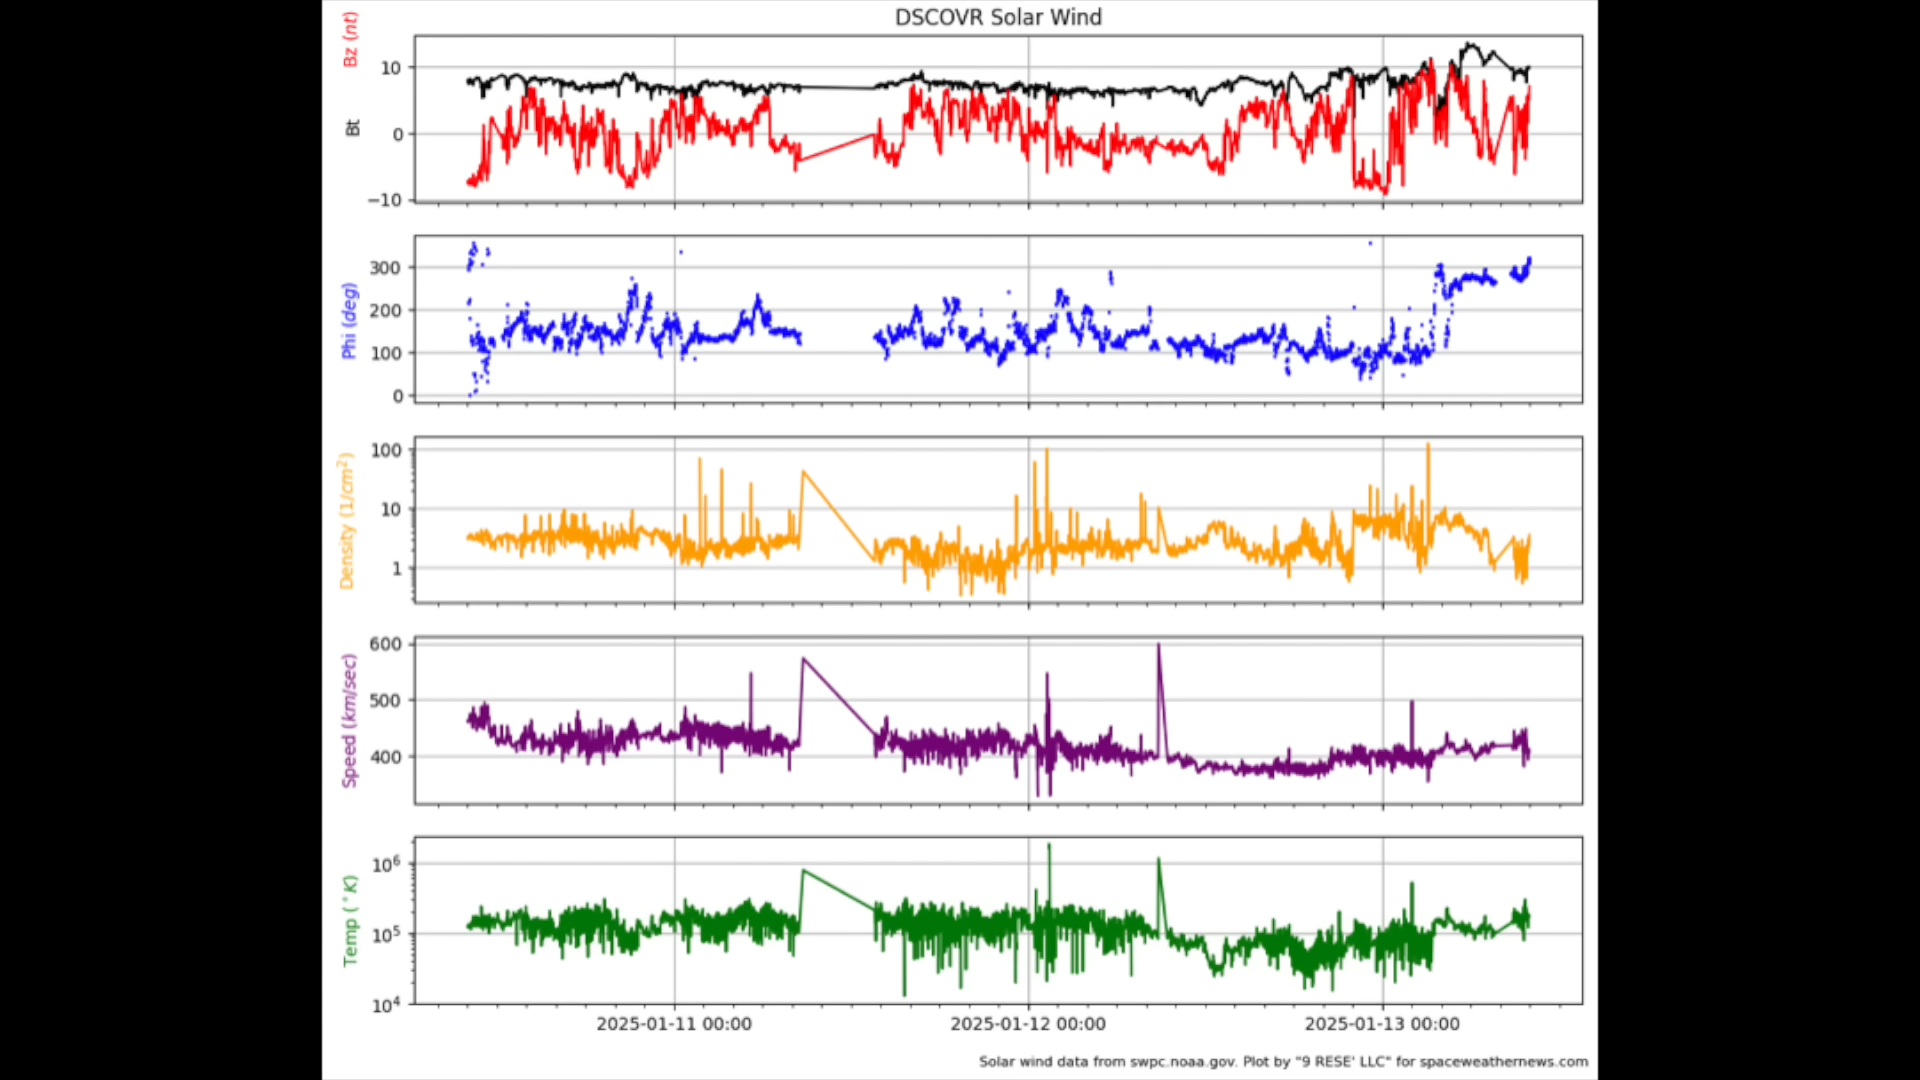 DSCOVR Solar Wind
Bz (nt)
Bt
10
0
−10
Phi (deg)
300
200
100
0
Density (1/cm²)
100
10
1
Speed (km/sec)
600
500
400
Temp (°K)
10⁶
10⁵
10⁴
2025-01-11 00:00
2025-01-12 00:00
2025-01-13 00:00
Solar wind data from swpc.noaa.gov. Plot by "9 RESE' LLC" for spaceweathernews.com